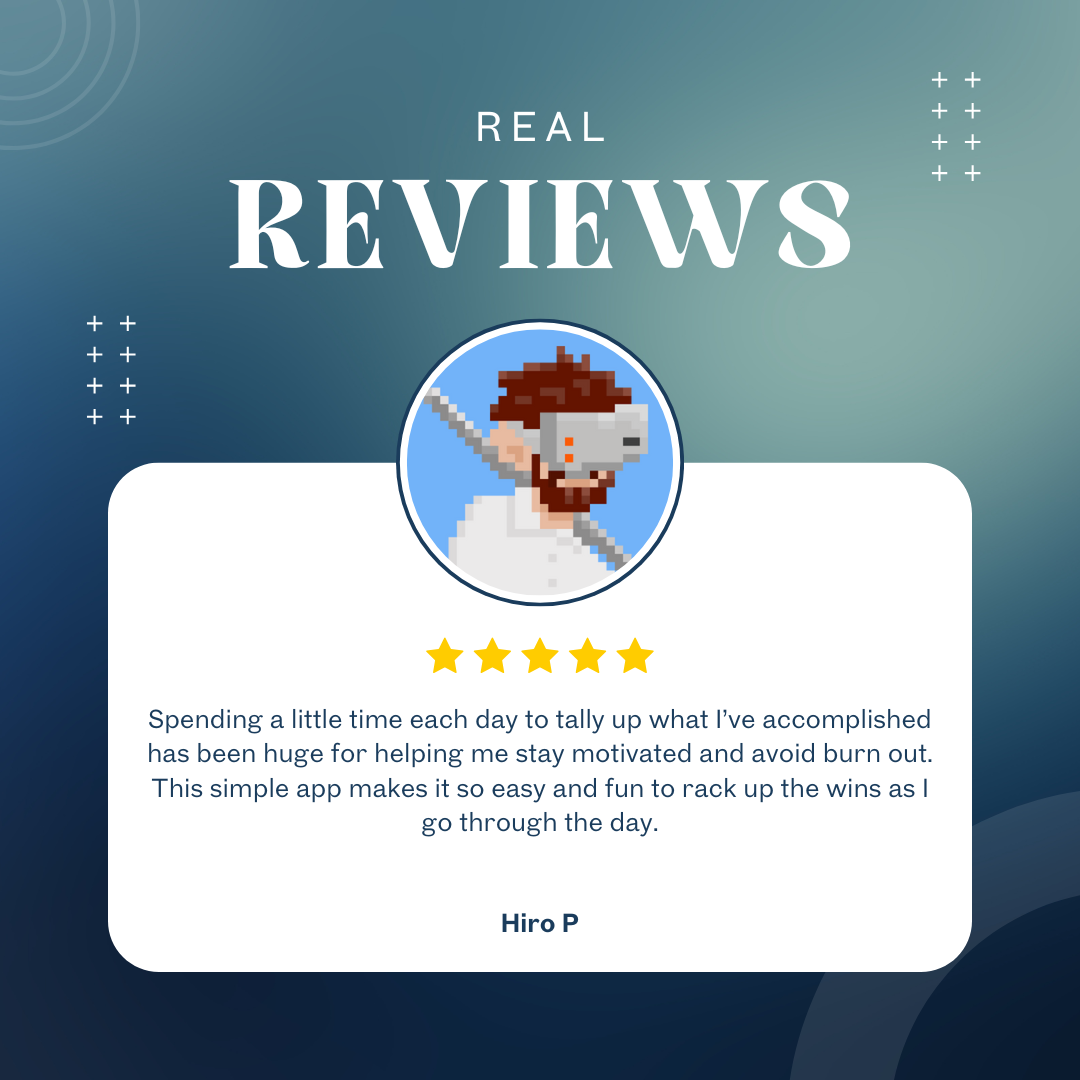 REAL
REVIEWS
Spending a little time each day to tally up what I’ve accomplished
has been huge for helping me stay motivated and avoid burn out.
This simple app makes it so easy and fun to rack up the wins as I
go through the day.
Hiro P